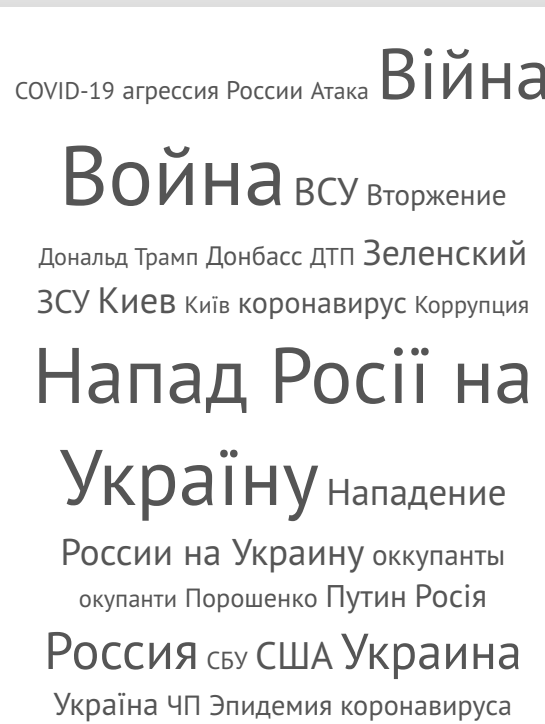 COVID-19 агрессия России Атака Війна
Война ВСУ Вторжение
Дональд Трамп Донбасс ДТП Зеленский
ЗСУ Киев Київ коронавирус Коррупция
Напад Росії на
Україну Нападение
России на Украину оккупанты
окупанти Порошенко Путин Росія
Россия СБУ США Украина
Україна ЧП Эпидемия коронавируса